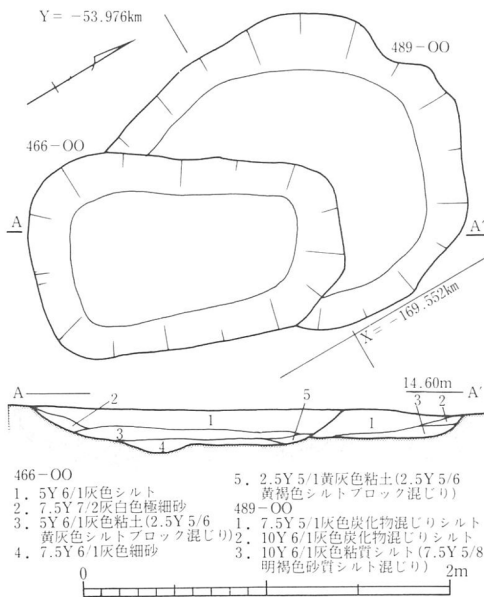 Y = -53.976km
489-OO
466-OO
A
A′
X = -169.552km
A
A′
14.60m
2
5
1
3
2
1
3
4
466-OO
1. 5Y 6/1灰色シルト
2. 7.5Y 7/2灰白色極細砂
3. 5Y 6/1灰色粘土(2.5Y 5/6
黄褐色シルトブロック混じり)
4. 7.5Y 6/1灰色細砂
5. 2.5Y 5/1黄灰色粘土(2.5Y 5/6
黄褐色シルトブロック混じり)
489-OO
1. 7.5Y 5/1灰色炭化物混じりシルト
2. 10Y 6/1灰色炭化物混じりシルト
3. 10Y 6/1灰色粘質シルト(7.5Y 5/8
明褐色砂質シルト混じり)
0
2m